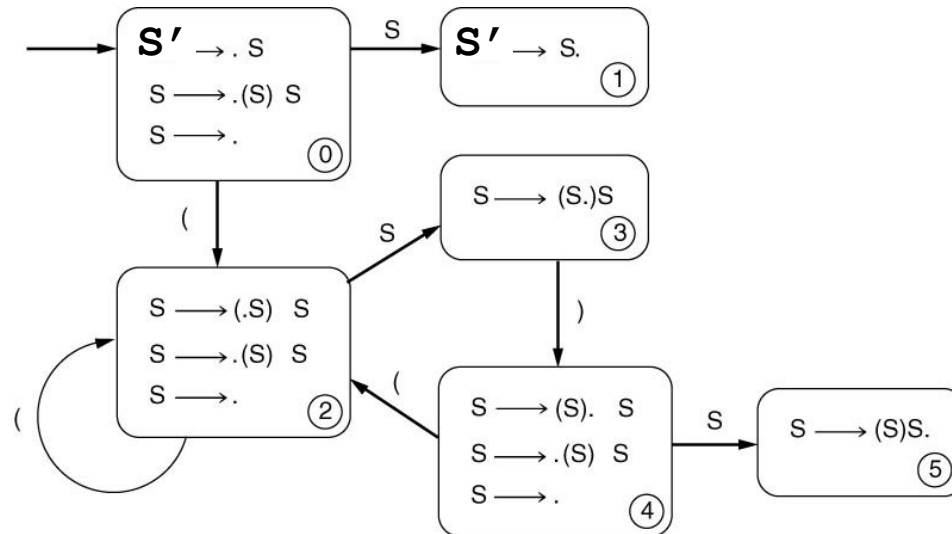 S' → . S
S → .(S) S
S → .
0
S
S' → S.
1
(
S
S → (S.)S
3
S → (.S) S
S → .(S) S
S → .
2
(
(
)
S → (S). S
S → .(S) S
S → .
4
S
S → (S)S.
5